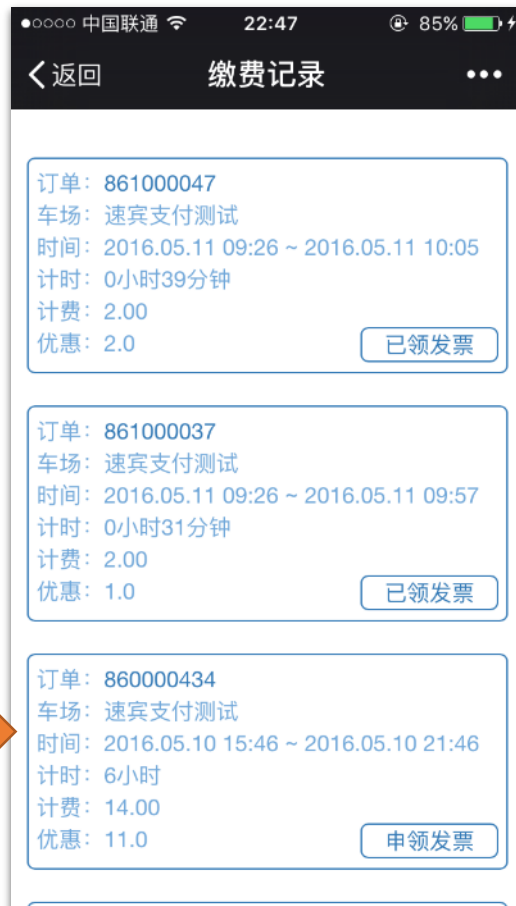 中国联通 22:47 85%
返回 缴费记录
订单：861000047
车场：速宾支付测试
时间：2016.05.11 09:26 ~ 2016.05.11 10:05
计时：0小时39分钟
计费：2.00
优惠：2.0 已领发票
订单：861000037
车场：速宾支付测试
时间：2016.05.11 09:26 ~ 2016.05.11 09:57
计时：0小时31分钟
计费：2.00
优惠：1.0 已领发票
订单：860000434
车场：速宾支付测试
时间：2016.05.10 15:46 ~ 2016.05.10 21:46
计时：6小时
计费：14.00
优惠：11.0 申领发票